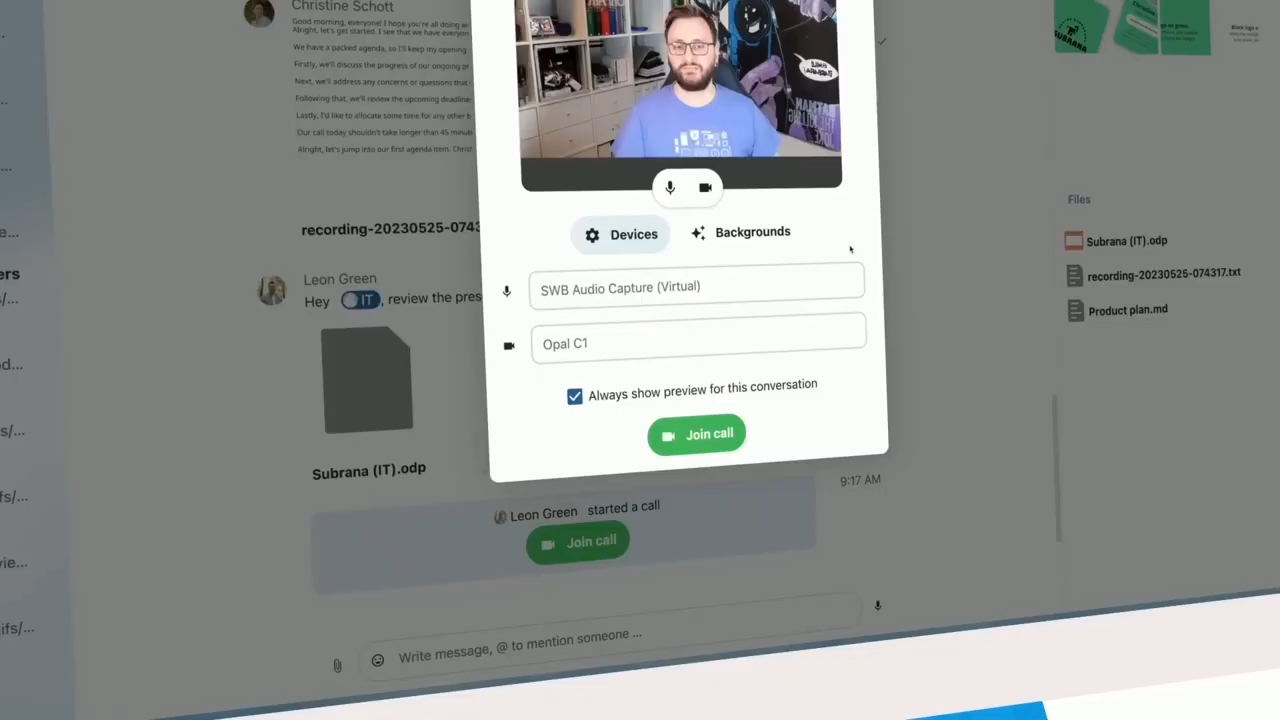 Christine Schott
Good morning, everyone! I hope you're all doing w
Alright, let's get started. I see that we have everyon
We have a packed agenda, so I'll keep my opening
Firstly, we'll discuss the progress of our ongoing pr
Next, we'll address any concerns or questions that
Following that, we'll review the upcoming deadline
Lastly, I'd like to allocate some time for any other b
Our call today shouldn't take longer than 45 minut
Alright, let's jump into our first agenda item. Christ
recording-20230525-0743
Leon Green
Hey IT, review the pres
Subrana (IT).odp
Leon Green started a call
Join call
9:17 AM
Write message, @ to mention someone ...
Devices
Backgrounds
SWB Audio Capture (Virtual)
Opal C1
Always show preview for this conversation
Join call
SUBRANA
Files
Subrana (IT).odp
recording-20230525-074317.txt
Product plan.md
e...
ers
s/...
od...
s/...
ifs/...
vie...
ifs/...